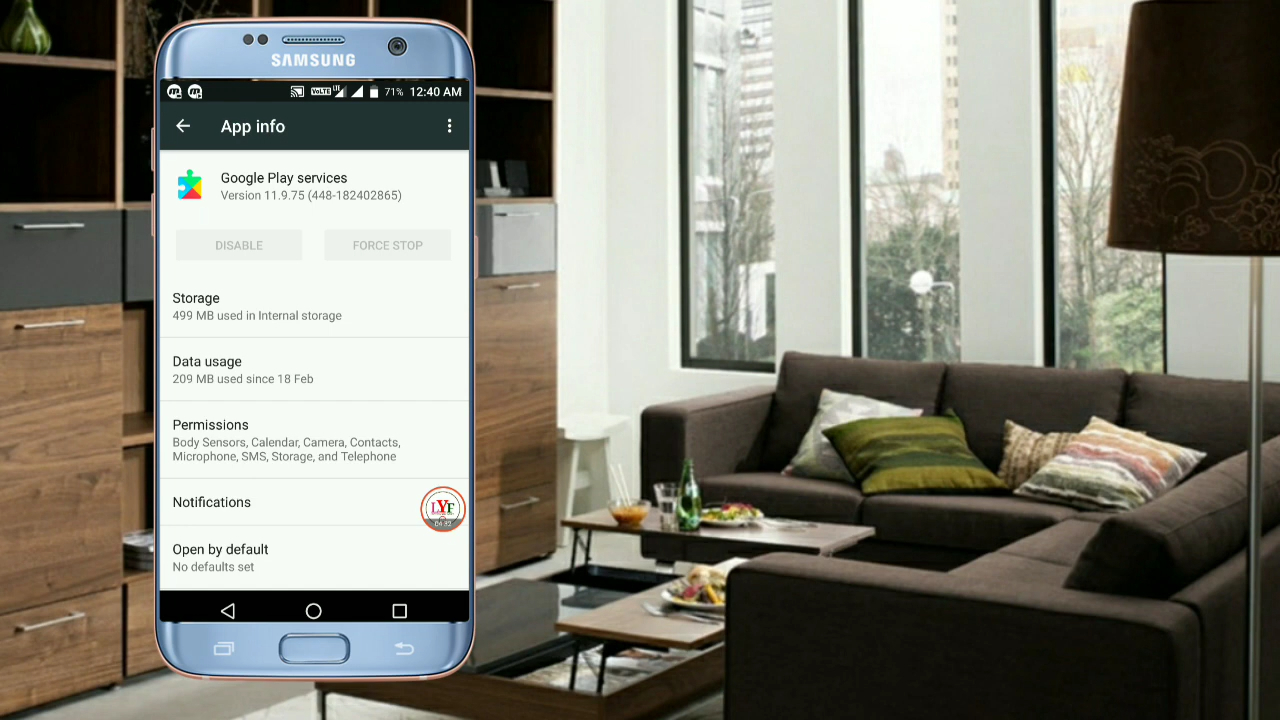 SAMSUNG
VoLTE LTE 71% 12:40 AM
App info
Google Play services
Version 11.9.75 (448-182402865)
DISABLE
FORCE STOP
Storage
499 MB used in Internal storage
Data usage
209 MB used since 18 Feb
Permissions
Body Sensors, Calendar, Camera, Contacts,
Microphone, SMS, Storage, and Telephone
Notifications
LYF
Open by default
No defaults set